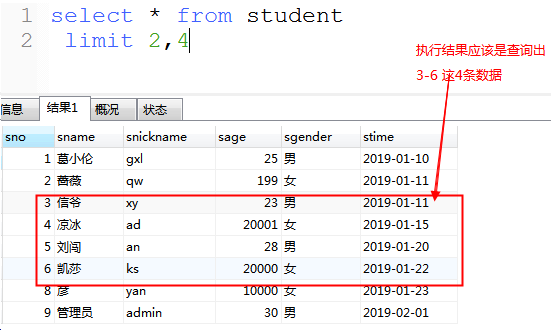 1 select * from student
2 limit 2,4
执行结果应该是查询出
3-6 这4条数据
信息 结果1 概况 状态
sno sname snickname sage sgender stime
1 葛小伦 gxl 25 男 2019-01-10
2 蔷薇 qw 199 女 2019-01-11
3 信爷 xy 23 男 2019-01-11
4 凉冰 ad 20001 女 2019-01-15
5 刘闯 an 28 男 2019-01-20
6 凯莎 ks 20000 女 2019-01-22
8 彦 yan 10000 女 2019-01-23
9 管理员 admin 30 男 2019-02-01